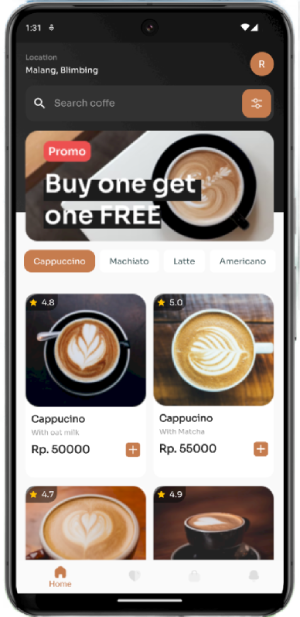 1:31
Location
Malang, Blimbing
R
Search coffe
Promo
Buy one get
one FREE
Cappuccino
Machiato
Latte
Americano
4.8
5.0
Cappucino
With oat milk
Rp. 50000
Cappucino
With Matcha
Rp. 55000
4.7
4.9
Home